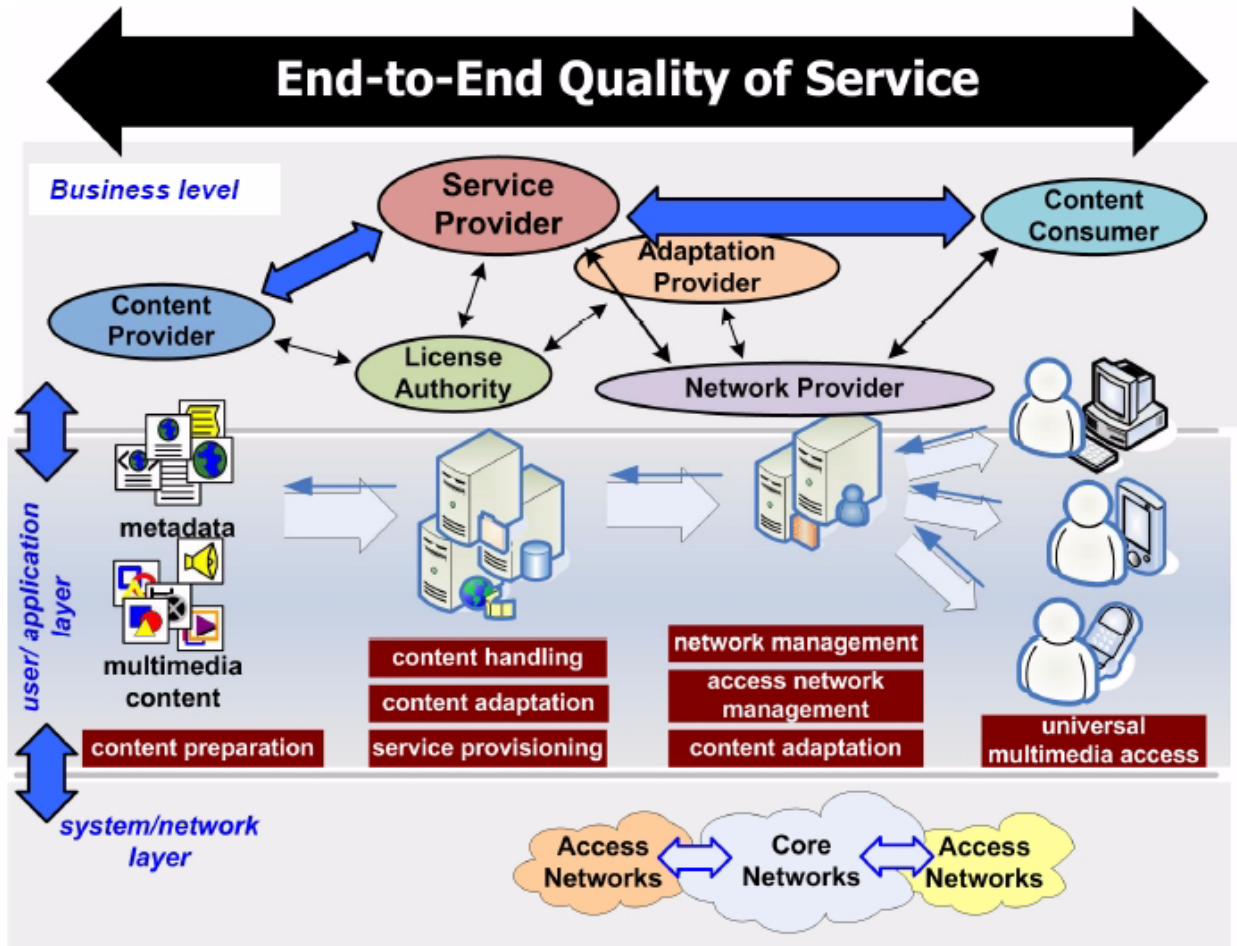 End-to-End Quality of Service
Business level
Service
Provider
Content
Consumer
Adaptation
Provider
Content
Provider
License
Authority
Network Provider
user/ application
layer
metadata
multimedia
content
content preparation
content handling
content adaptation
service provisioning
network management
access network
management
content adaptation
universal
multimedia access
system/network
layer
Access
Networks
Core
Networks
Access
Networks